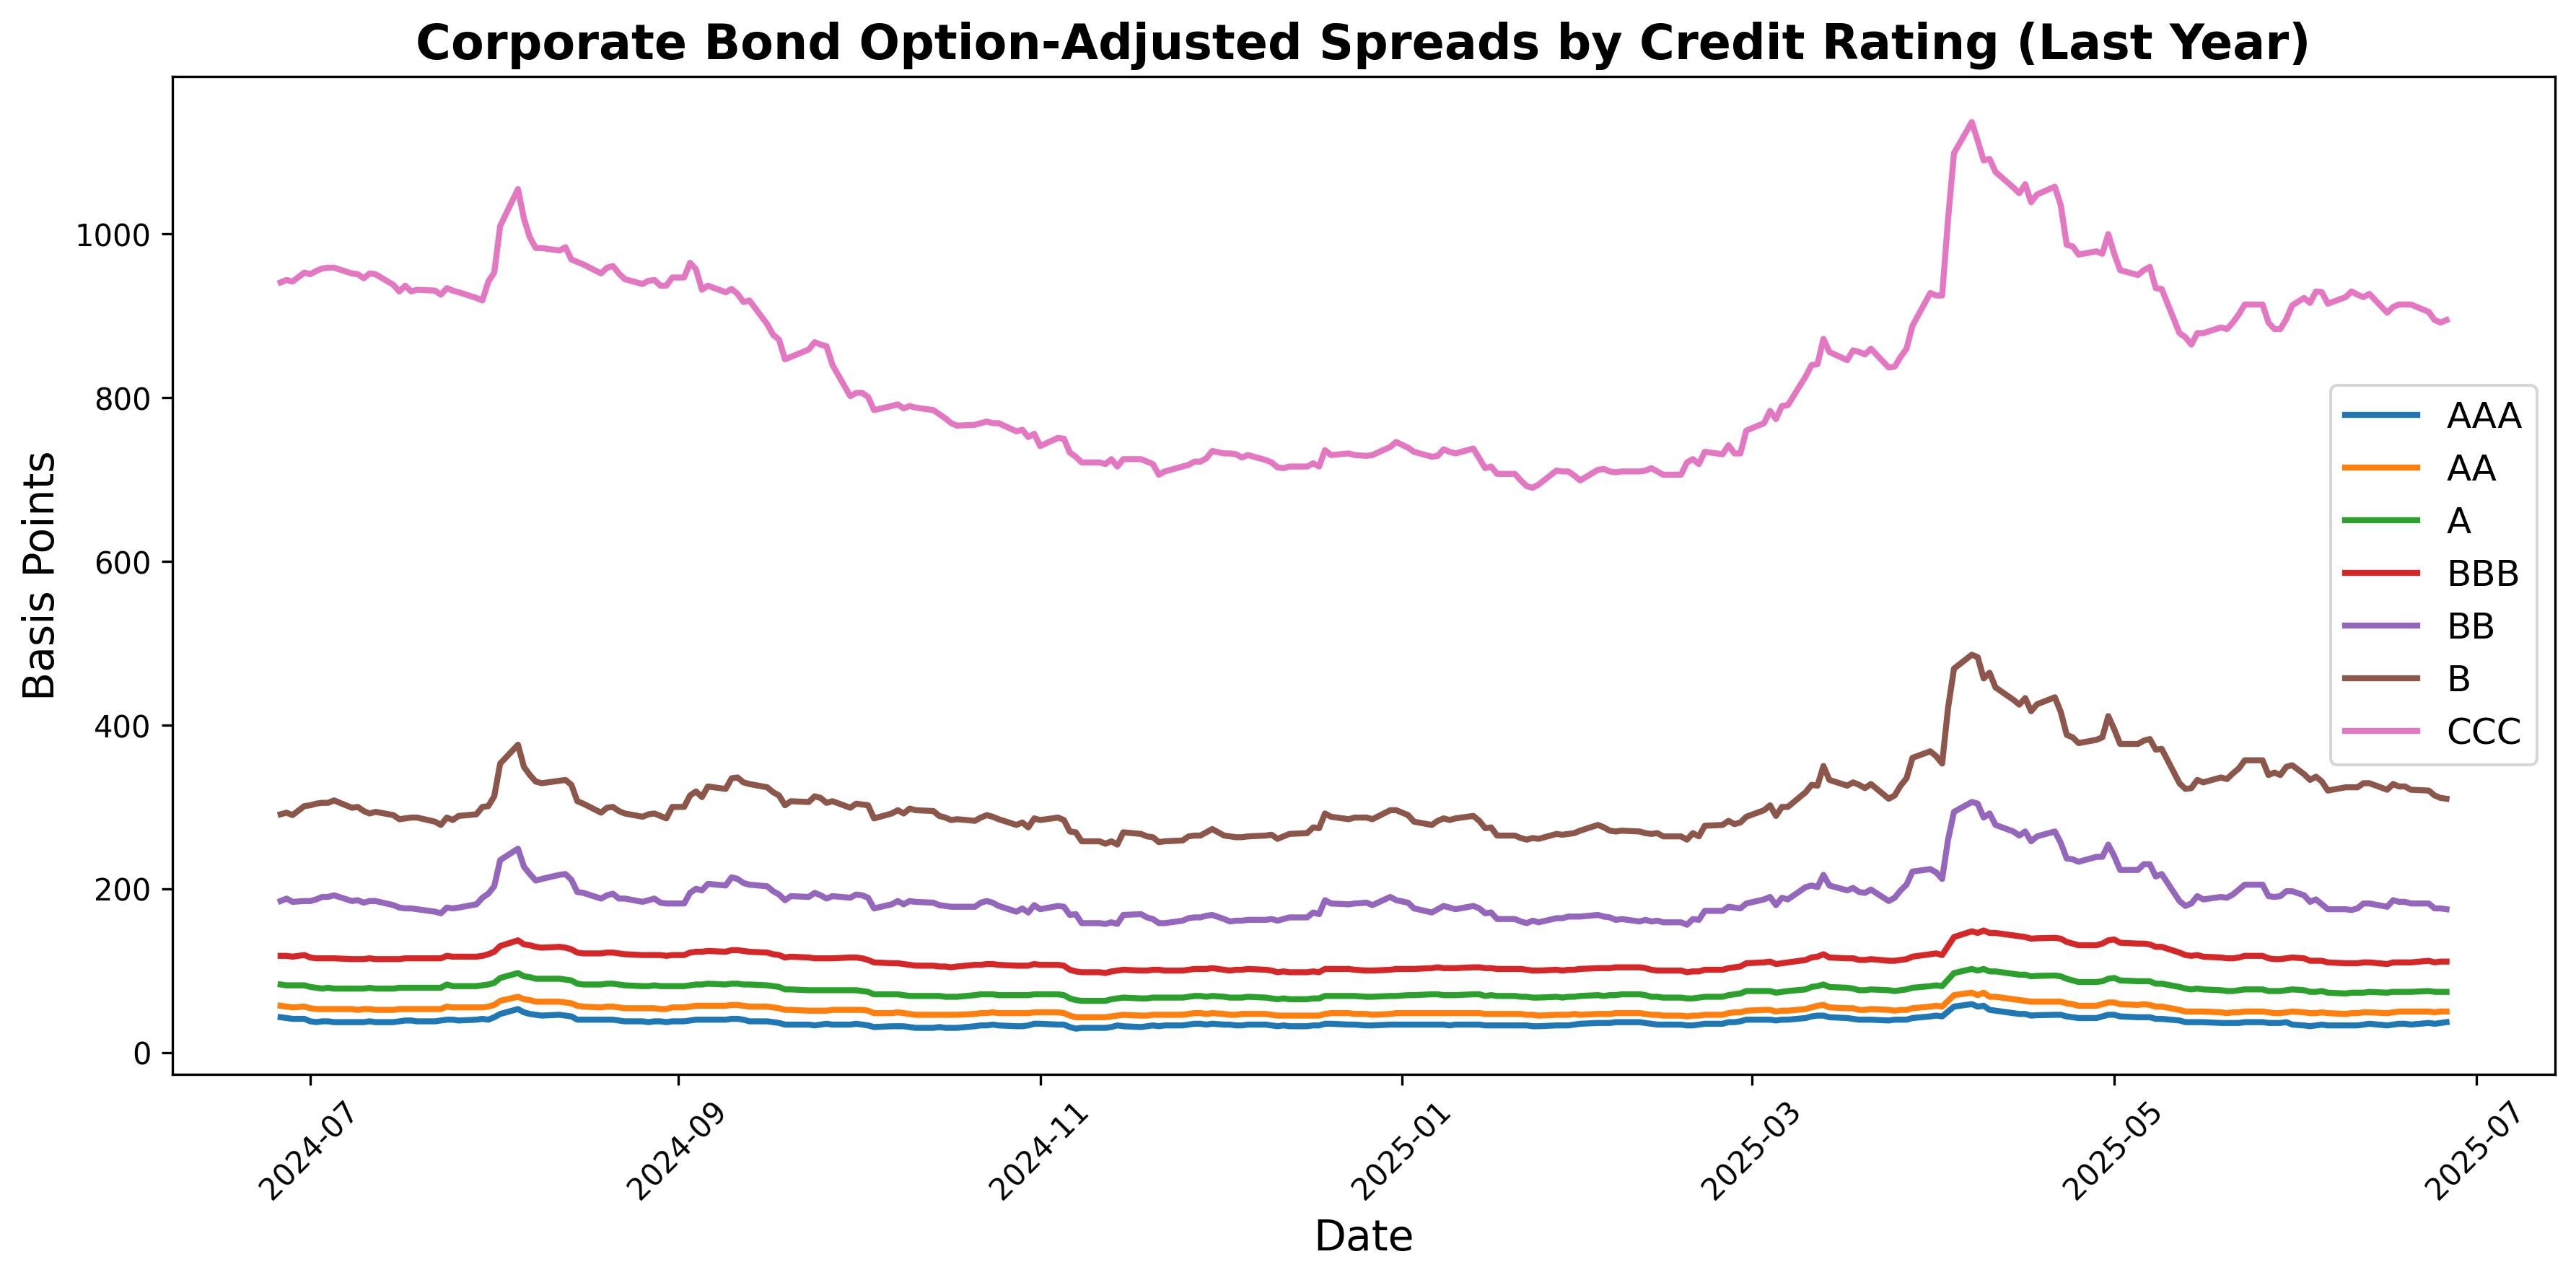 Corporate Bond Option-Adjusted Spreads by Credit Rating (Last Year)
Basis Points
1000
800
600
400
200
0
AAA
AA
A
BBB
BB
B
CCC
2024-07
2024-09
2024-11
2025-01
2025-03
2025-05
2025-07
Date